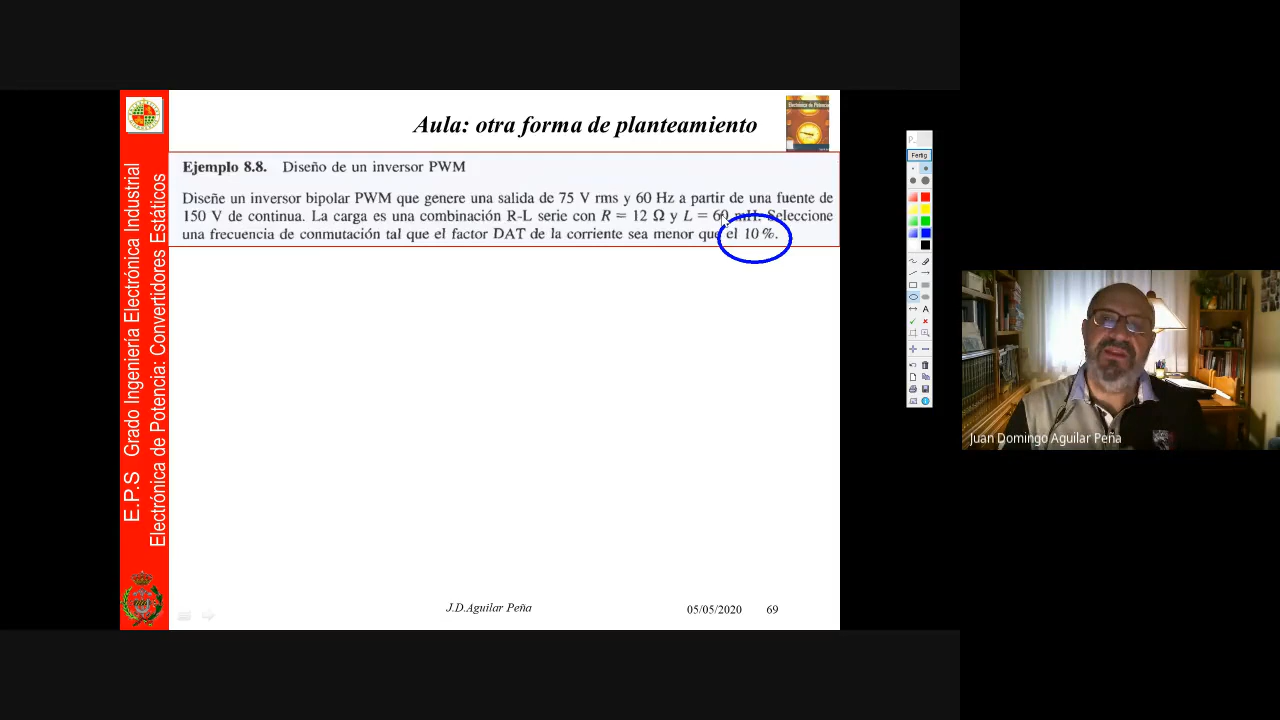 Aula: otra forma de planteamiento
Electrónica de Potencia
Ejemplo 8.8. Diseño de un inversor PWM
Diseñe un inversor bipolar PWM que genere una salida de 75 V rms y 60 Hz a partir de una fuente de
150 V de continua. La carga es una combinación R-L serie con R = 12 Ω y L = 60 mH. Seleccione
una frecuencia de conmutación tal que el factor DAT de la corriente sea menor que el 10 %.
E.P.S Grado Ingeniería Electrónica Industrial
Electrónica de Potencia: Convertidores Estáticos
J.D.Aguilar Peña
05/05/2020
69
Fertig
A
Juan Domingo Aguilar Peña